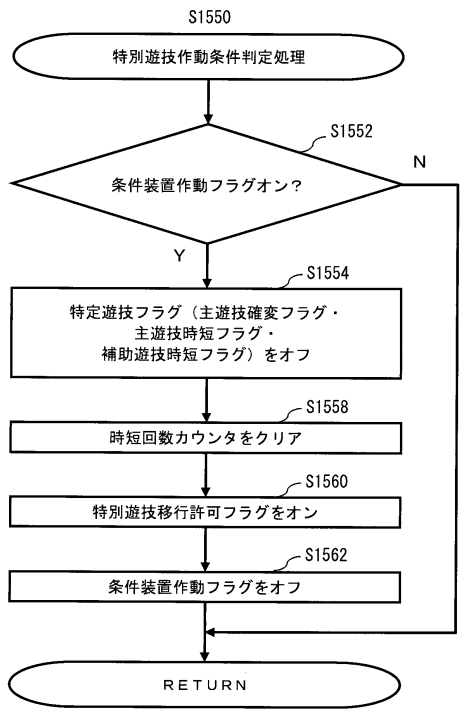 S1550
特別遊技作動条件判定処理
S1552
条件装置作動フラグオン？
N
Y
S1554
特定遊技フラグ（主遊技確変フラグ・
主遊技時短フラグ・
補助遊技時短フラグ）をオフ
S1558
時短回数カウンタをクリア
S1560
特別遊技移行許可フラグをオン
S1562
条件装置作動フラグをオフ
RETURN